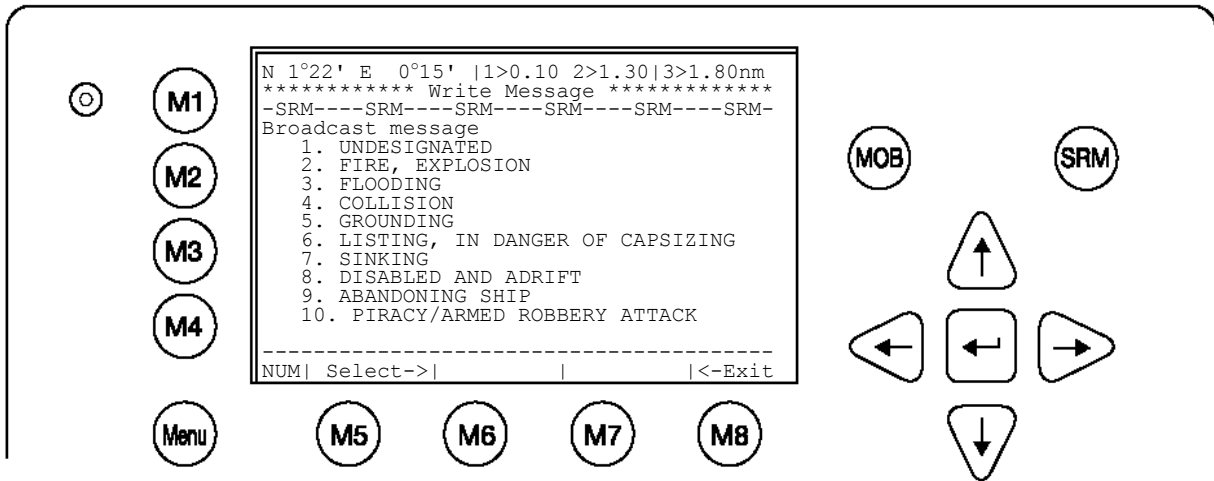 N 1°22' E  0°15' |1>0.10 2>1.30|3>1.80nm
************ Write Message *************
-SRM----SRM----SRM----SRM----SRM----SRM-
Broadcast message
1. UNDESIGNATED
2. FIRE, EXPLOSION
3. FLOODING
4. COLLISION
5. GROUNDING
6. LISTING, IN DANGER OF CAPSIZING
7. SINKING
8. DISABLED AND ADRIFT
9. ABANDONING SHIP
10. PIRACY/ARMED ROBBERY ATTACK
----------------------------------------
NUM| Select->|         |         |<-Exit
M1
M2
M3
M4
Menu
M5
M6
M7
M8
MOB
SRM